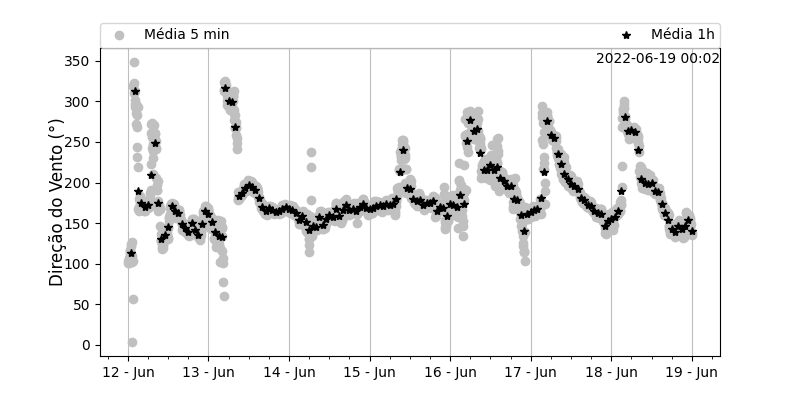 Média 5 min
Média 1h
2022-06-19 00:02
Direção do Vento (°)
350
300
250
200
150
100
50
0
12 - Jun
13 - Jun
14 - Jun
15 - Jun
16 - Jun
17 - Jun
18 - Jun
19 - Jun